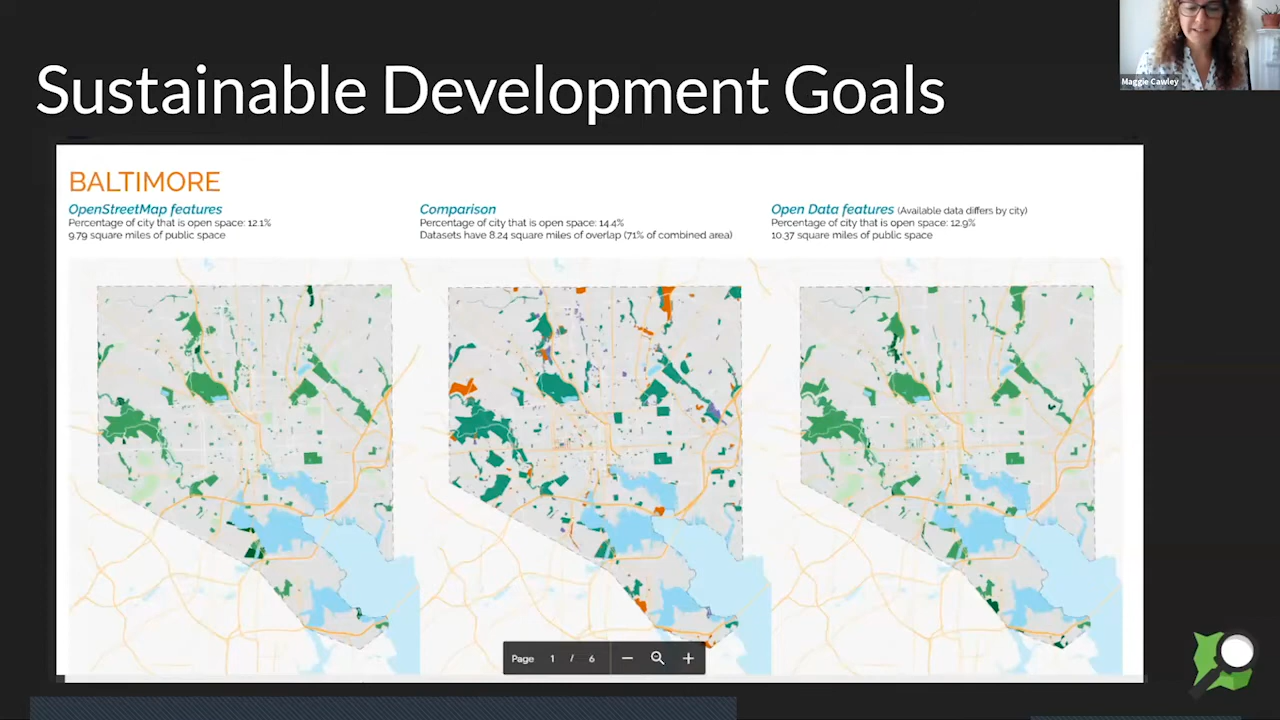 Sustainable Development Goals
Maggie Cawley
BALTIMORE
OpenStreetMap features
Percentage of city that is open space: 12.1%
9.79 square miles of public space
Comparison
Percentage of city that is open space: 14.4%
Datasets have 8.24 square miles of overlap (71% of combined area)
Open Data features (Available data differs by city)
Percentage of city that is open space: 12.9%
10.37 square miles of public space
Page 1 / 6